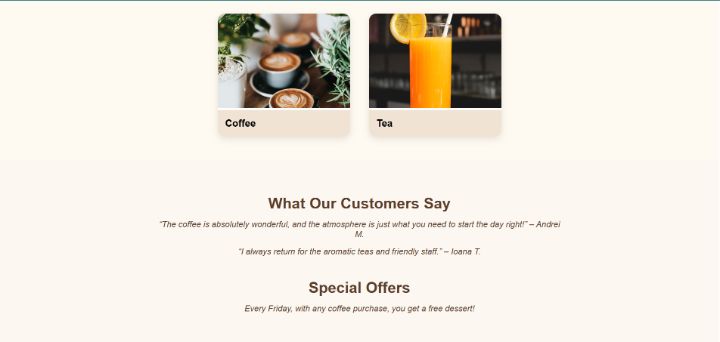 Coffee
Tea
What Our Customers Say
“The coffee is absolutely wonderful, and the atmosphere is just what you need to start the day right!” – Andrei
M.
“I always return for the aromatic teas and friendly staff.” – Ioana T.
Special Offers
Every Friday, with any coffee purchase, you get a free dessert!